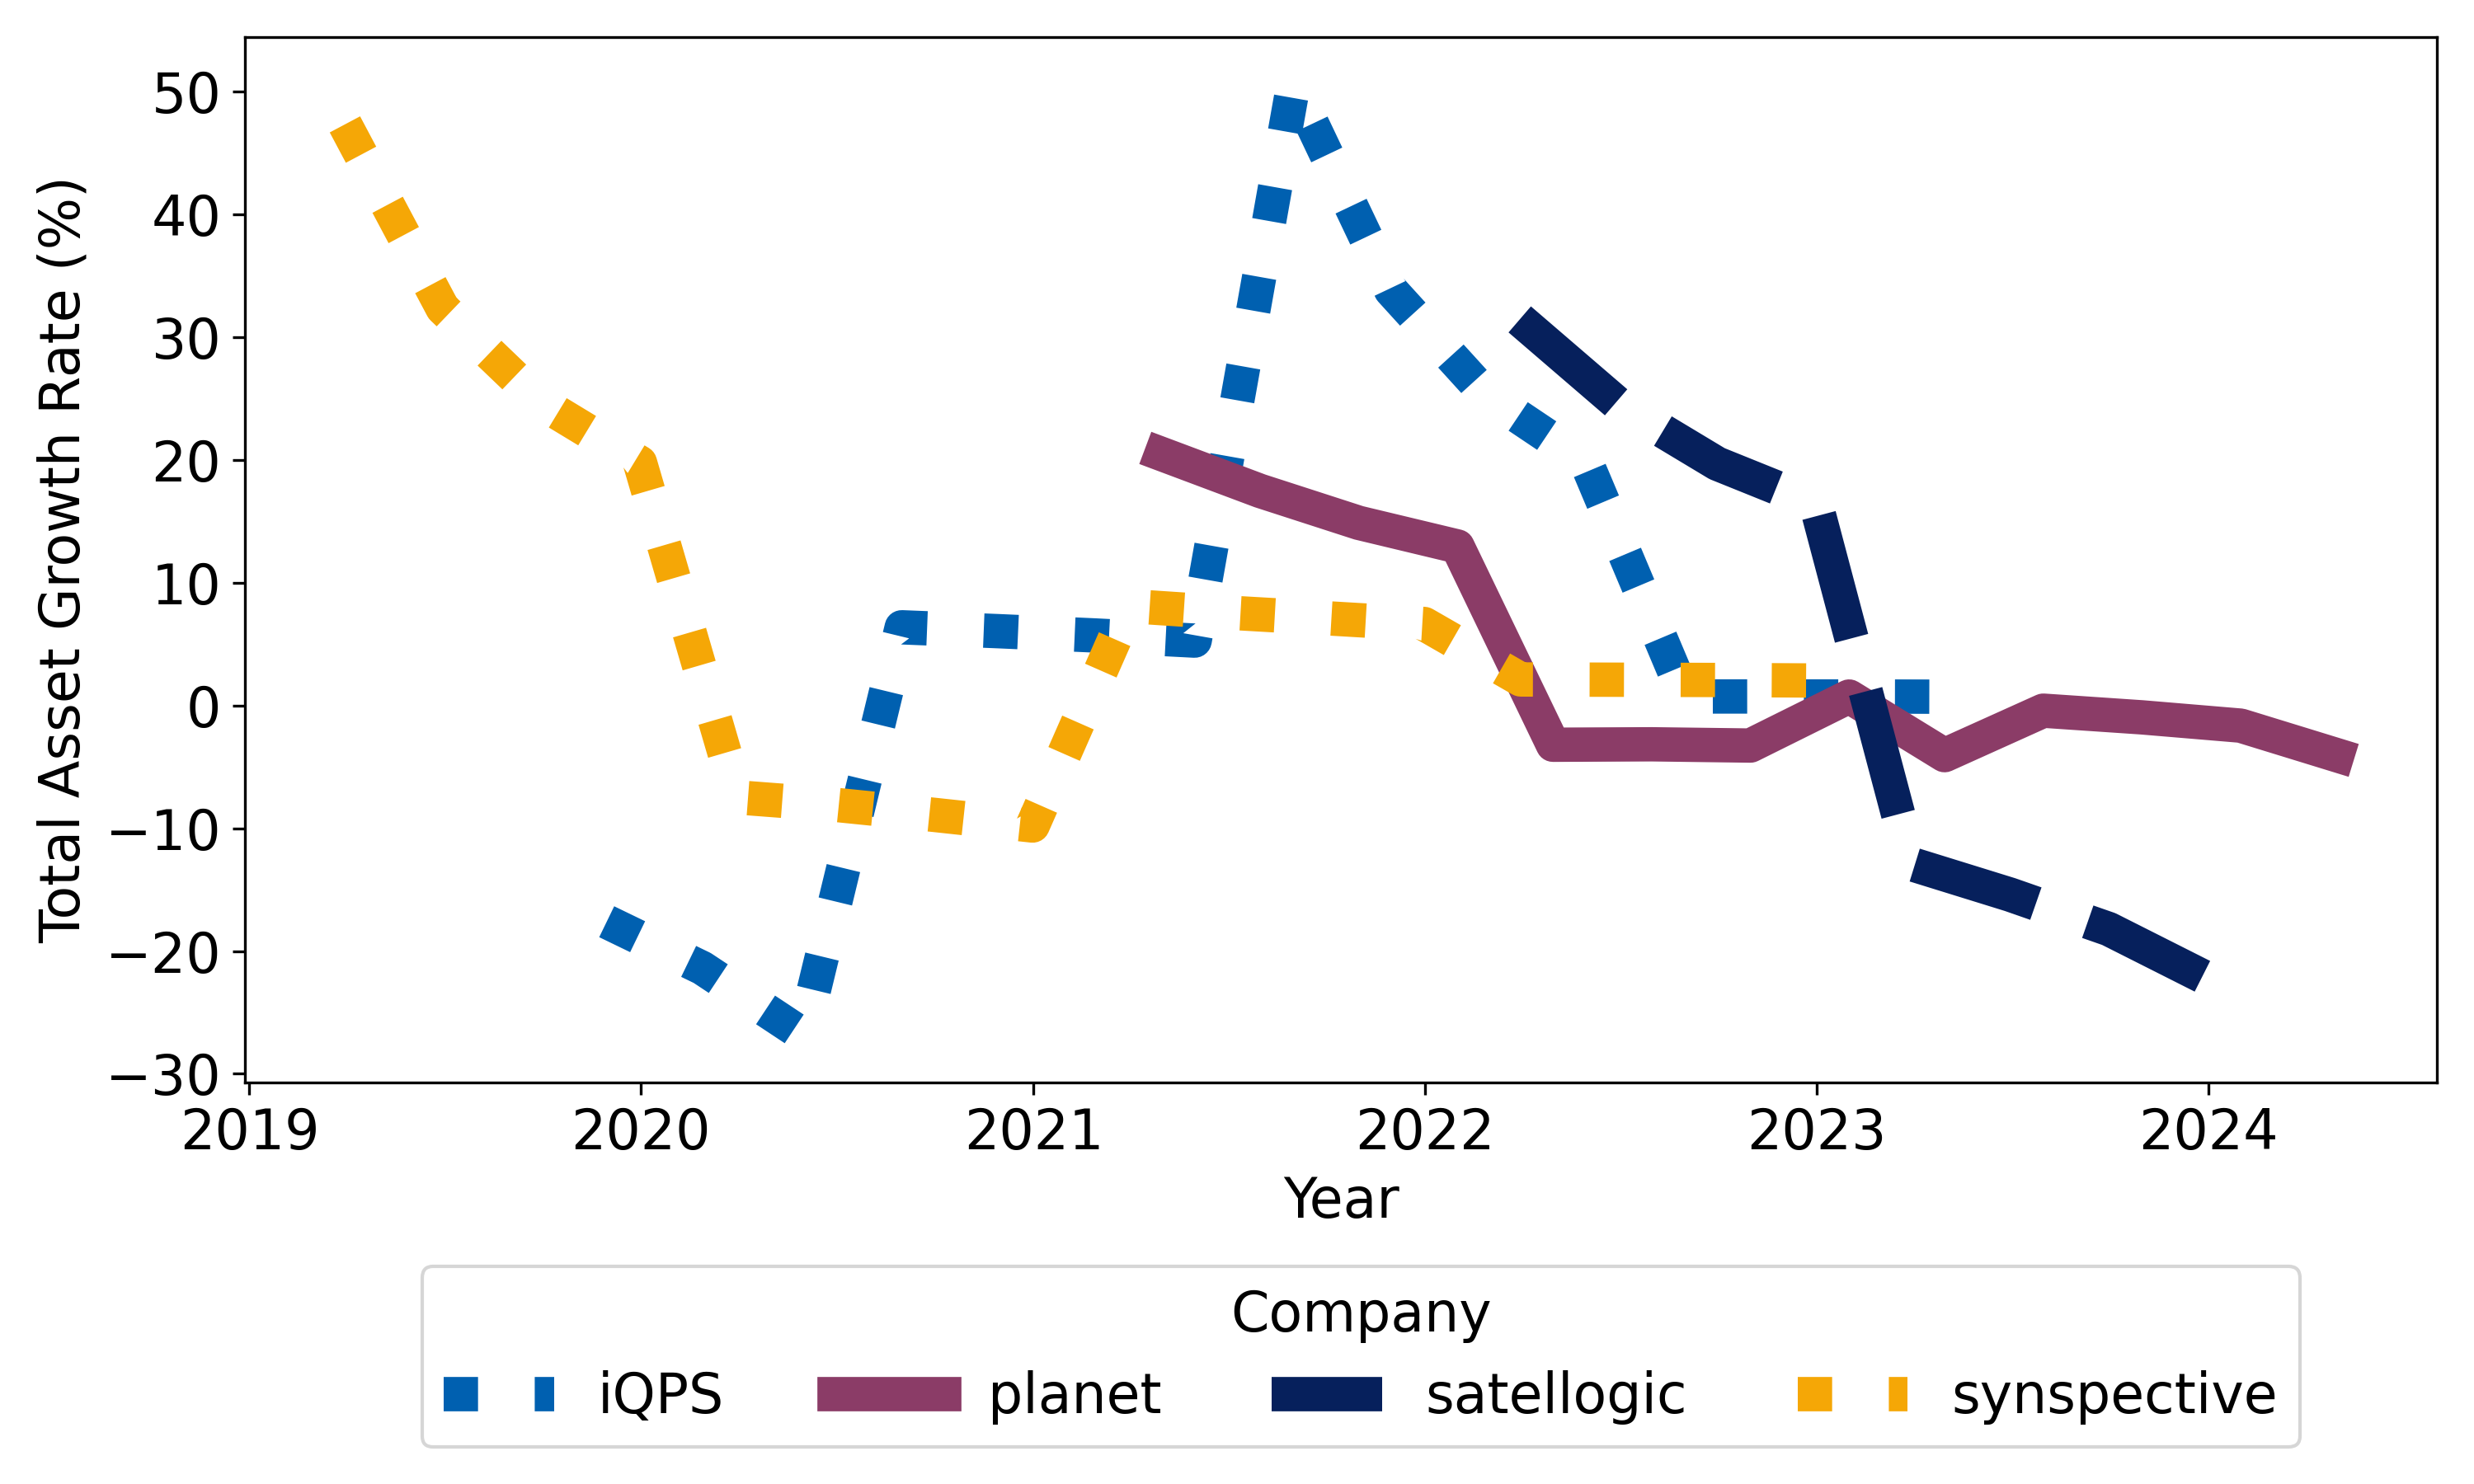 Total Asset Growth Rate (%)
50
40
30
20
10
0
−10
−20
−30
2019 2020 2021 2022 2023 2024
Year
Company
iQPS planet satellogic synspective